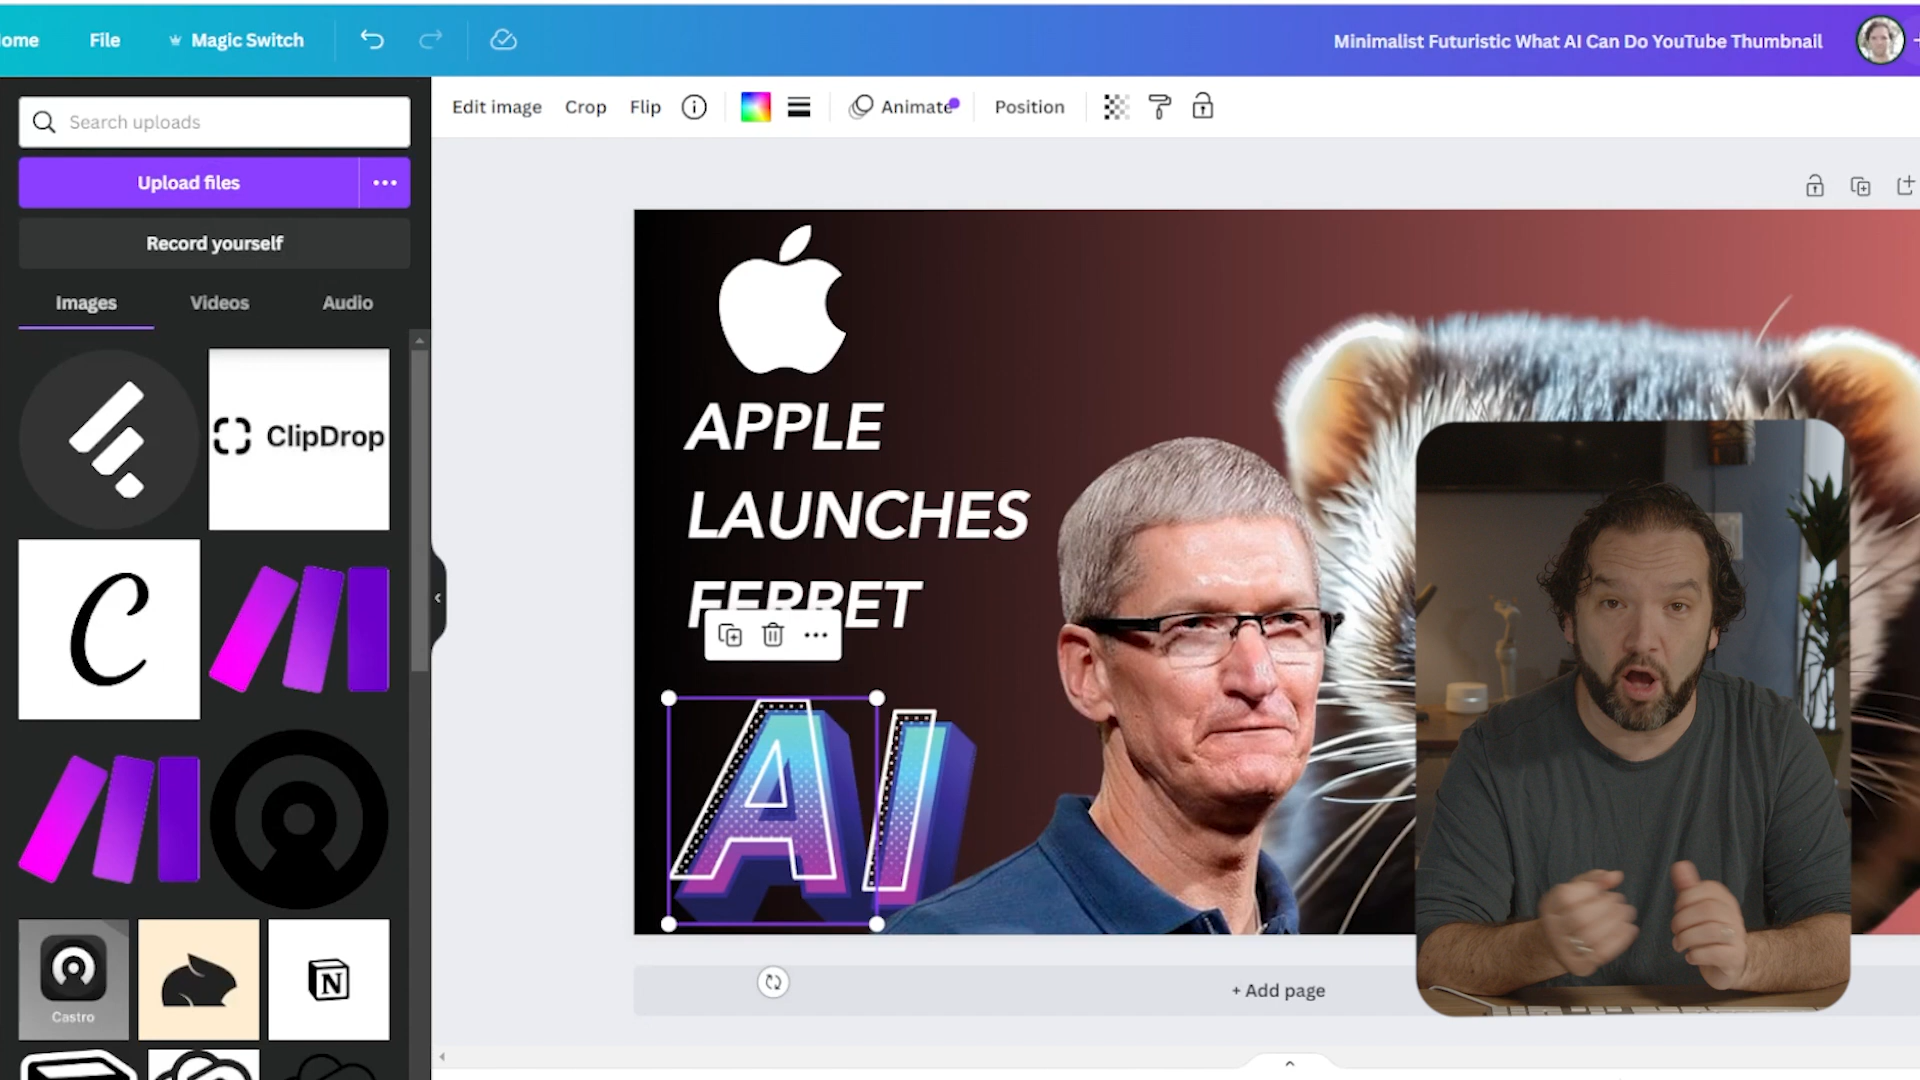 ome File Magic Switch Minimalist Futuristic What AI Can Do YouTube Thumbnail
Search uploads
Edit image Crop Flip Animate Position
Upload files
Record yourself
Images Videos Audio
ClipDrop
C
APPLE
LAUNCHES
FERRET
AI
Castro
N
+ Add page